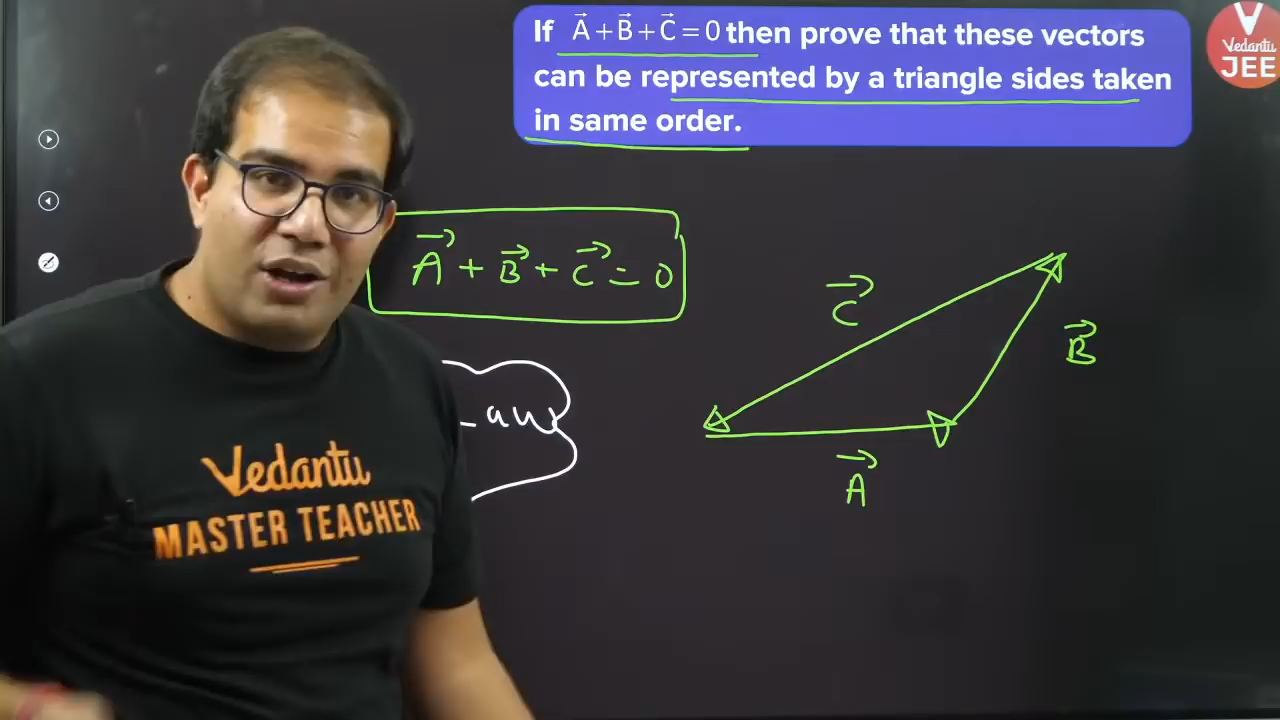 If A⃗ + B⃗ + C⃗ = 0 then prove that these vectors
can be represented by a triangle sides taken
in same order.
Vedantu
JEE
A⃗ + B⃗ + C⃗ = 0
C⃗
B⃗
A⃗
Vedantu
MASTER TEACHER